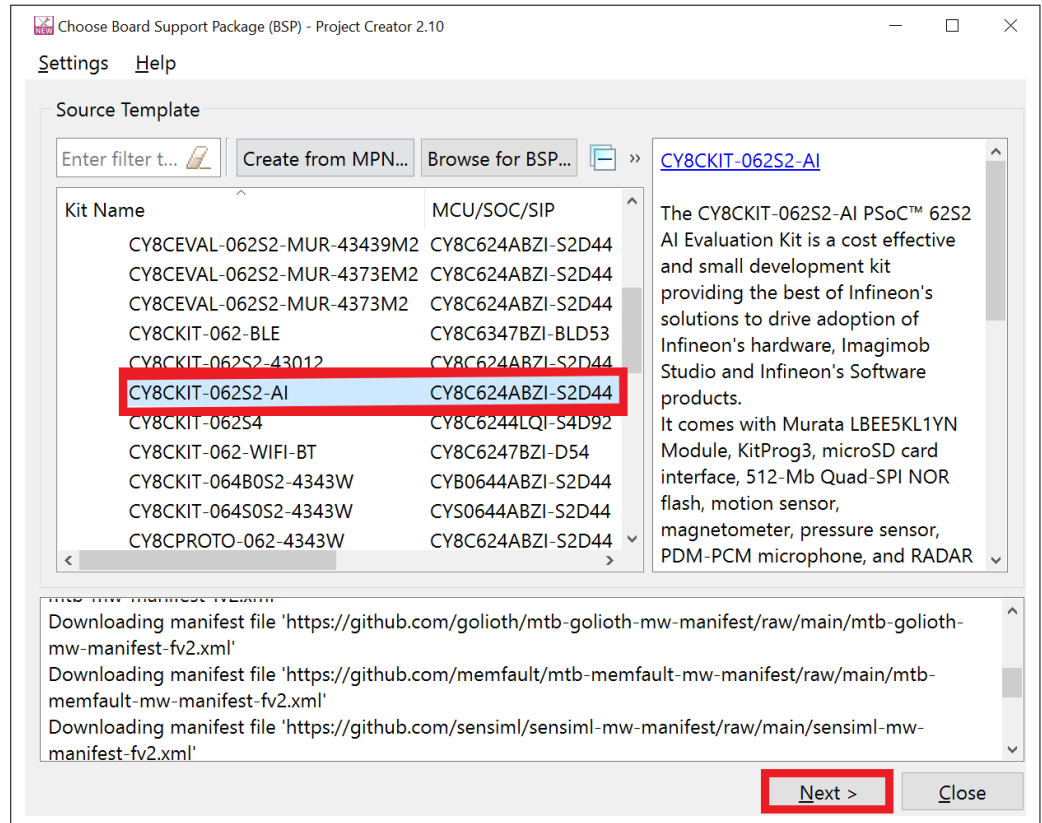 NEW Choose Board Support Package (BSP) - Project Creator 2.10
Settings Help
Source Template
Enter filter t... Create from MPN... Browse for BSP... »
Kit Name MCU/SOC/SIP
CY8CEVAL-062S2-MUR-43439M2 CY8C624ABZI-S2D44
CY8CEVAL-062S2-MUR-4373EM2 CY8C624ABZI-S2D44
CY8CEVAL-062S2-MUR-4373M2 CY8C624ABZI-S2D44
CY8CKIT-062-BLE CY8C6347BZI-BLD53
CY8CKIT-062S2-43012 CY8C624ABZI-S2D44
CY8CKIT-062S2-AI CY8C624ABZI-S2D44
CY8CKIT-062S4 CY8C6244LQI-S4D92
CY8CKIT-062-WIFI-BT CY8C6247BZI-D54
CY8CKIT-064B0S2-4343W CYB0644ABZI-S2D44
CY8CKIT-064S0S2-4343W CYS0644ABZI-S2D44
CY8CPROTO-062-4343W CY8C624ABZI-S2D44
CY8CKIT-062S2-AI
The CY8CKIT-062S2-AI PSoC™ 62S2
AI Evaluation Kit is a cost effective
and small development kit
providing the best of Infineon's
solutions to drive adoption of
Infineon's hardware, Imagimob
Studio and Infineon's Software
products.
It comes with Murata LBEE5KL1YN
Module, KitProg3, microSD card
interface, 512-Mb Quad-SPI NOR
flash, motion sensor,
magnetometer, pressure sensor,
PDM-PCM microphone, and RADAR
mtb-mw-manifest-fv2.xml'
Downloading manifest file 'https://github.com/golioth/mtb-golioth-mw-manifest/raw/main/mtb-golioth-
mw-manifest-fv2.xml'
Downloading manifest file 'https://github.com/memfault/mtb-memfault-mw-manifest/raw/main/mtb-
memfault-mw-manifest-fv2.xml'
Downloading manifest file 'https://github.com/sensiml/sensiml-mw-manifest/raw/main/sensiml-mw-
manifest-fv2.xml'
Next > Close